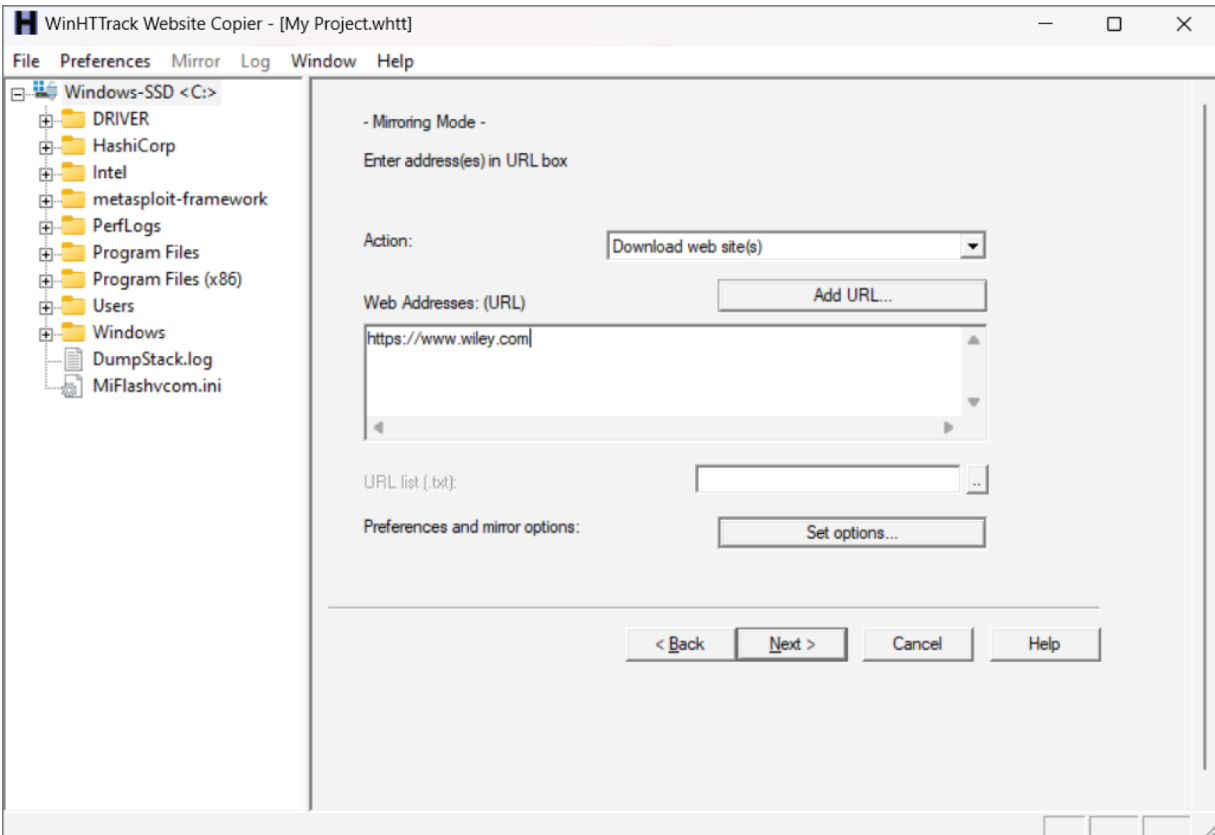 WinHTTrack Website Copier - [My Project.whtt]
File Preferences Mirror Log Window Help
Windows-SSD <C:>
DRIVER
HashiCorp
Intel
metasploit-framework
PerfLogs
Program Files
Program Files (x86)
Users
Windows
DumpStack.log
MiFlashvcom.ini
- Mirroring Mode -
Enter address(es) in URL box
Action:
Download web site(s)
Add URL...
Web Addresses: (URL)
https://www.wiley.com
URL list (.txt):
..
Preferences and mirror options:
Set options...
< Back
Next >
Cancel
Help